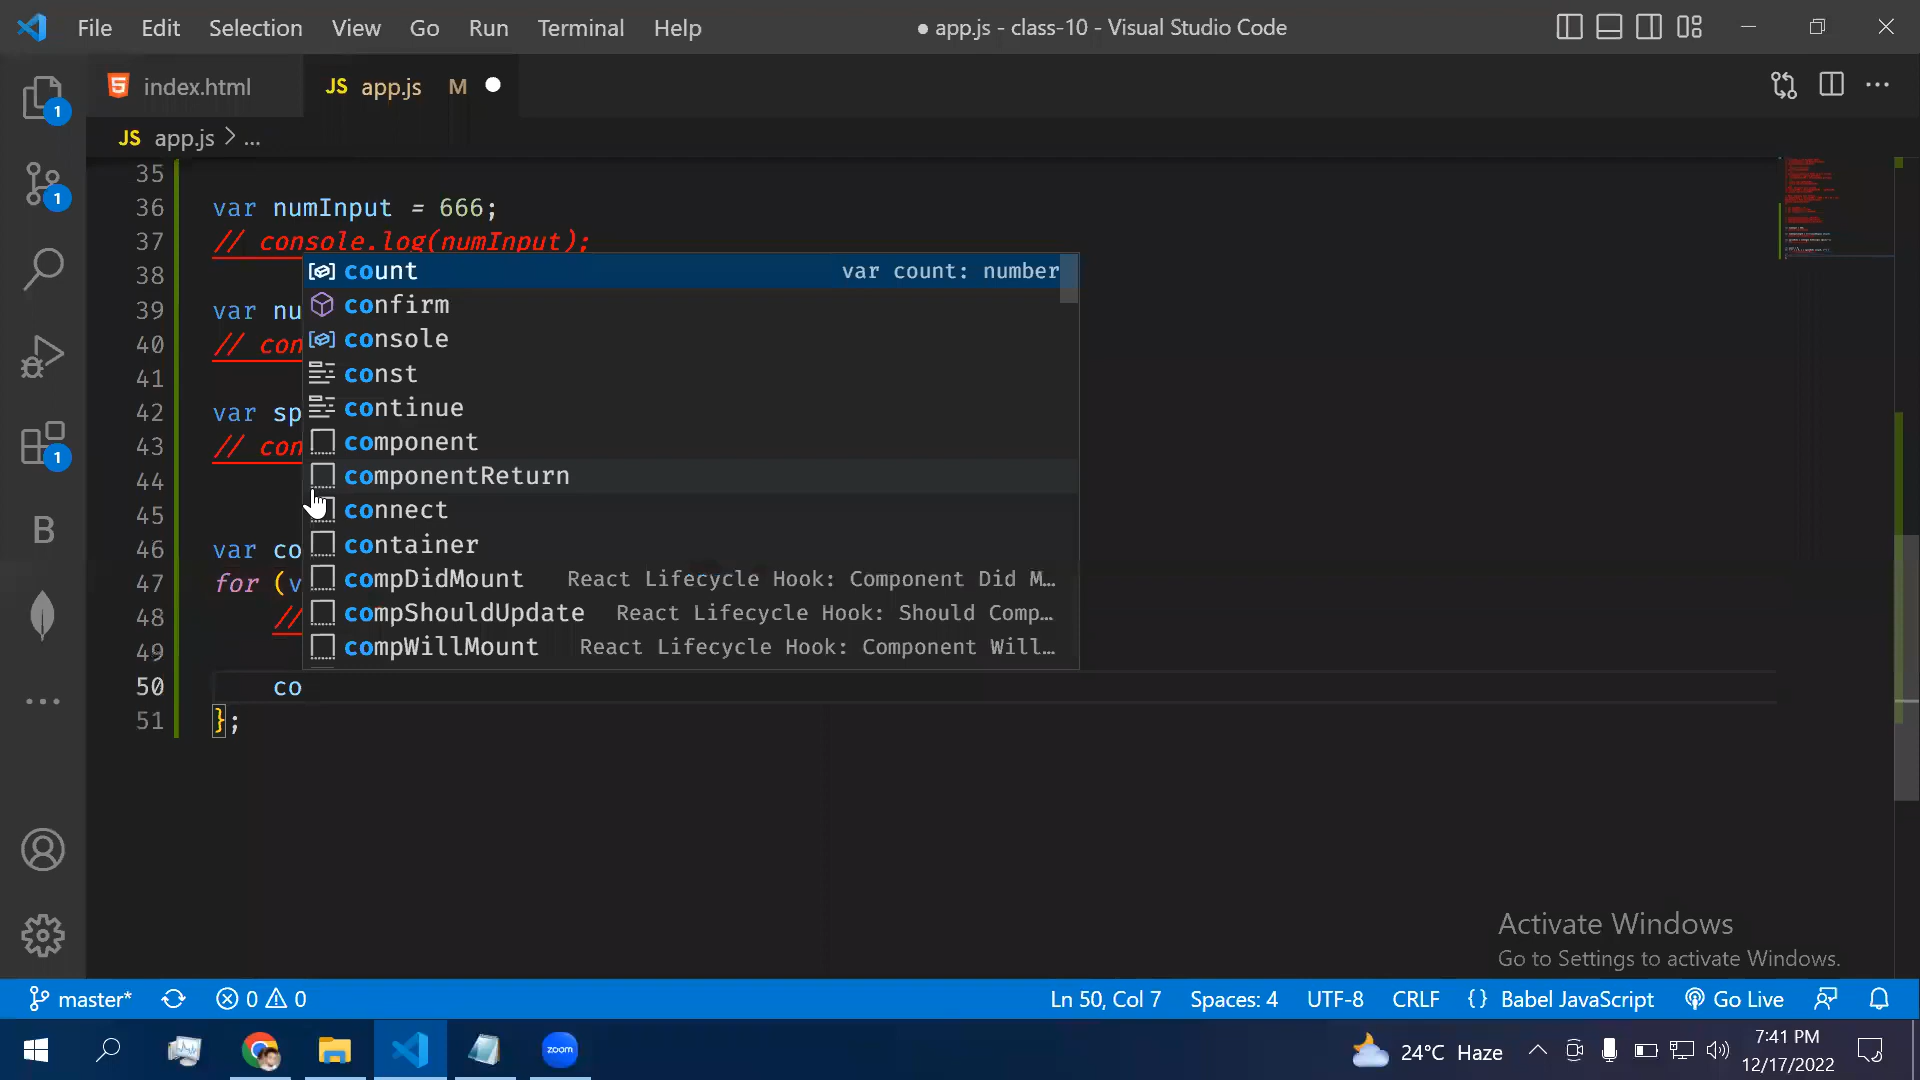 File Edit Selection View Go Run Terminal Help ● app.js - class-10 - Visual Studio Code
index.html JS app.js M
JS app.js > ...
35
36 var numInput = 666;
37 // console.log(numInput);
38
39 var nu
40 // con
41
42 var sp
43 // con
44
45
46 var co
47 for (v
48 //
49
50 co
51 };
count var count: number
confirm
console
const
continue
component
componentReturn
connect
container
compDidMount React Lifecycle Hook: Component Did M…
compShouldUpdate React Lifecycle Hook: Should Comp…
compWillMount React Lifecycle Hook: Component Will…
1
1
1
B
Activate Windows
Go to Settings to activate Windows.
master* 0 0 Ln 50, Col 7 Spaces: 4 UTF-8 CRLF {} Babel JavaScript Go Live
zoom 24°C Haze 7:41 PM
12/17/2022